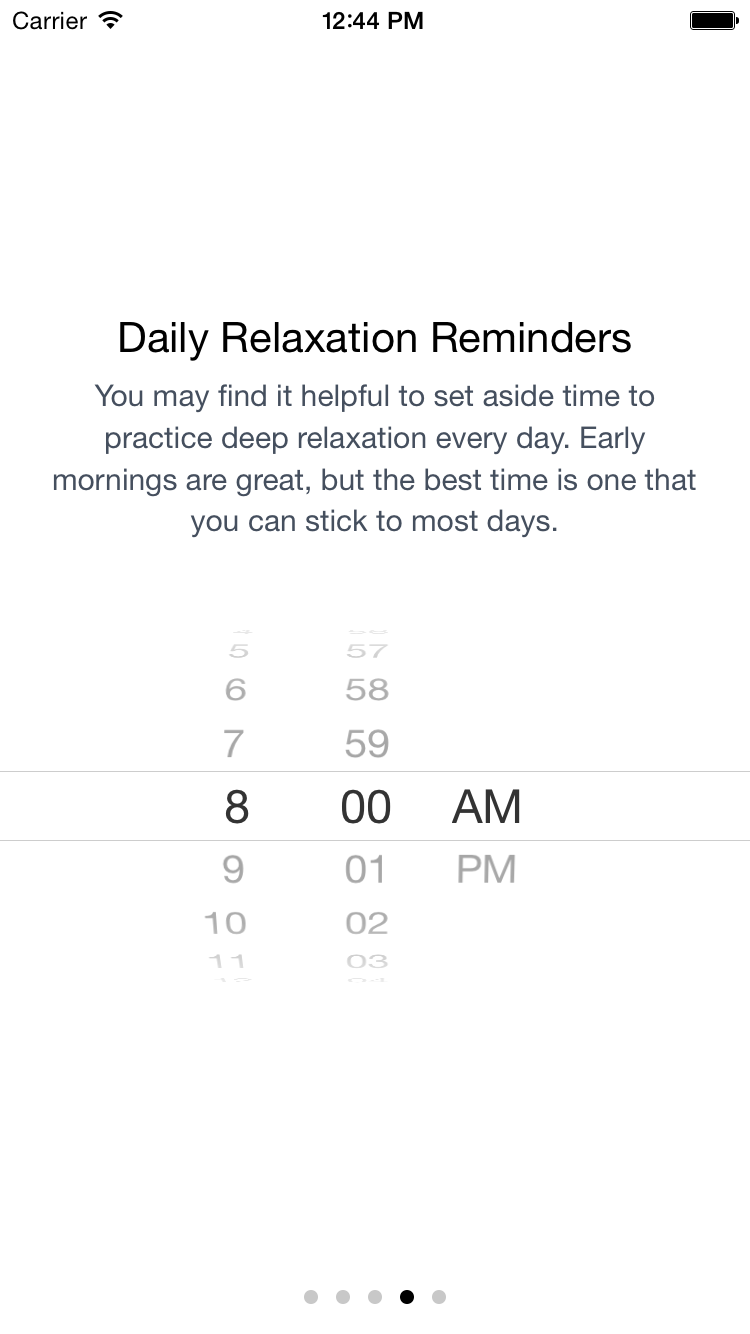 Carrier 12:44 PM
Daily Relaxation Reminders
You may find it helpful to set aside time to
practice deep relaxation every day. Early
mornings are great, but the best time is one that
you can stick to most days.
5 57
6 58
7 59
8 00 AM
9 01 PM
10 02
11 03